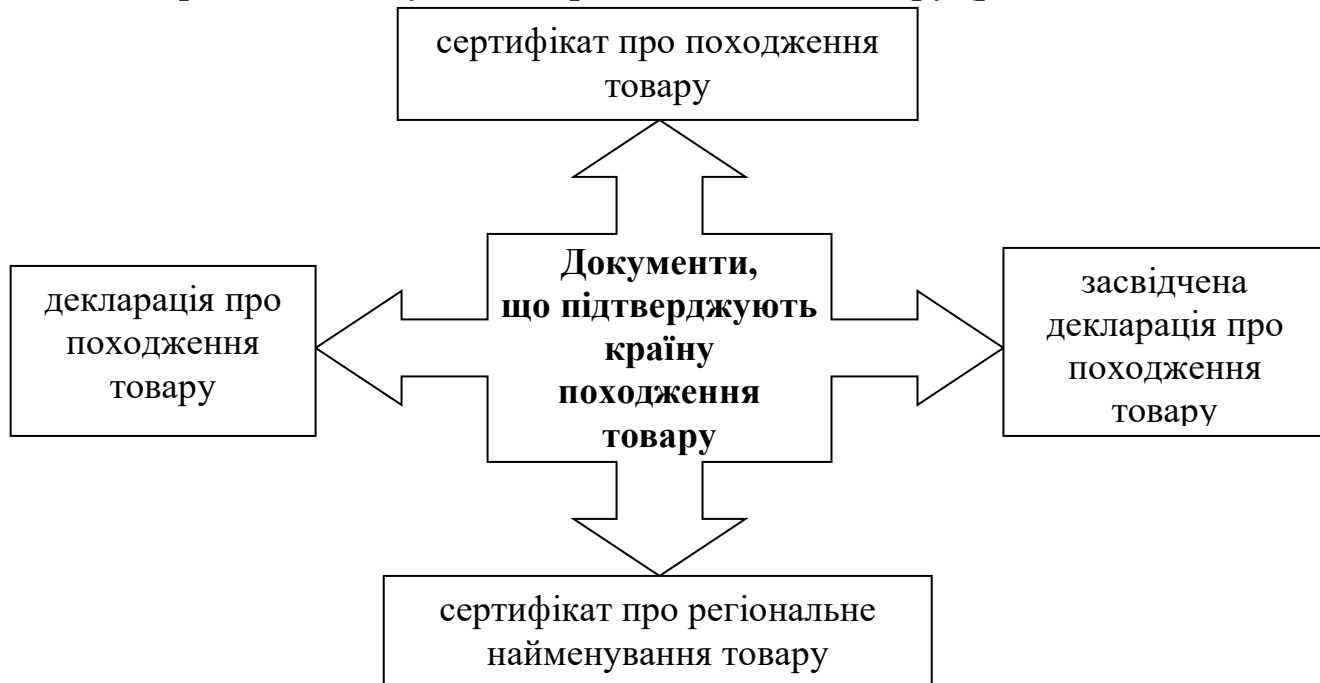 сертифікат про походження
товару
Документи,
що підтверджують
країну
походження
товару
декларація про
походження
товару
засвідчена
декларація про
походження
товару
сертифікат про регіональне
найменування товару